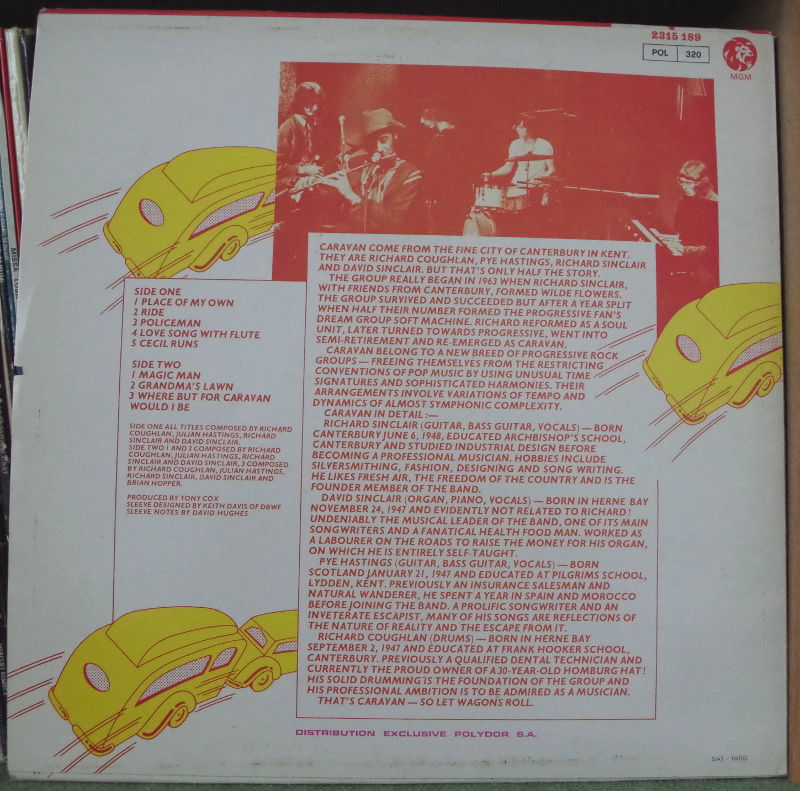 2315 189
POL 320
MGM
CARAVAN COME FROM THE FINE CITY OF CANTERBURY IN KENT.
THEY ARE RICHARD COUGHLAN, PYE HASTINGS, RICHARD SINCLAIR
AND DAVID SINCLAIR. BUT THAT'S ONLY HALF THE STORY.
THE GROUP REALLY BEGAN IN 1963 WHEN RICHARD SINCLAIR,
WITH FRIENDS FROM CANTERBURY, FORMED WILDE FLOWERS.
THE GROUP SURVIVED AND SUCCEEDED BUT AFTER A YEAR SPLIT
WHEN HALF THEIR NUMBER FORMED THE PROGRESSIVE FAN'S
DREAM GROUP SOFT MACHINE. RICHARD REFORMED AS A SOUL
UNIT, LATER TURNED TOWARDS PROGRESSIVE, WENT INTO
SEMI-RETIREMENT AND RE-EMERGED AS CARAVAN.
CARAVAN BELONG TO A NEW BREED OF PROGRESSIVE ROCK
GROUPS — FREEING THEMSELVES FROM THE RESTRICTING
CONVENTIONS OF POP MUSIC BY USING UNUSUAL TIME
SIGNATURES AND SOPHISTICATED HARMONIES. THEIR
ARRANGEMENTS INVOLVE VARIATIONS OF TEMPO AND
DYNAMICS OF ALMOST SYMPHONIC COMPLEXITY.
CARAVAN IN DETAIL :—
RICHARD SINCLAIR (GUITAR, BASS GUITAR, VOCALS) — BORN
CANTERBURY JUNE 6, 1948, EDUCATED ARCHBISHOP'S SCHOOL,
CANTERBURY AND STUDIED INDUSTRIAL DESIGN BEFORE
BECOMING A PROFESSIONAL MUSICIAN. HOBBIES INCLUDE
SILVERSMITHING, FASHION, DESIGNING AND SONG WRITING.
HE LIKES FRESH AIR, THE FREEDOM OF THE COUNTRY AND IS THE
FOUNDER MEMBER OF THE BAND.
DAVID SINCLAIR (ORGAN, PIANO, VOCALS) — BORN IN HERNE BAY
NOVEMBER 24, 1947 AND EVIDENTLY NOT RELATED TO RICHARD!
UNDENIABLY THE MUSICAL LEADER OF THE BAND, ONE OF ITS MAIN
SONGWRITERS AND A FANATICAL HEALTH FOOD MAN. WORKED AS
A LABOURER ON THE ROADS TO RAISE THE MONEY FOR HIS ORGAN,
ON WHICH HE IS ENTIRELY SELF-TAUGHT.
PYE HASTINGS (GUITAR, BASS GUITAR, VOCALS) — BORN
SCOTLAND JANUARY 21, 1947 AND EDUCATED AT PILGRIMS SCHOOL,
LYDDEN, KENT. PREVIOUSLY AN INSURANCE SALESMAN AND
NATURAL WANDERER, HE SPENT A YEAR IN SPAIN AND MOROCCO
BEFORE JOINING THE BAND. A PROLIFIC SONGWRITER AND AN
INVETERATE ESCAPIST, MANY OF HIS SONGS ARE REFLECTIONS OF
THE NATURE OF REALITY AND THE ESCAPE FROM IT.
RICHARD COUGHLAN (DRUMS) — BORN IN HERNE BAY
SEPTEMBER 2, 1947 AND EDUCATED AT FRANK HOOKER SCHOOL,
CANTERBURY. PREVIOUSLY A QUALIFIED DENTAL TECHNICIAN AND
CURRENTLY THE PROUD OWNER OF A 30-YEAR-OLD HOMBURG HAT!
HIS SOLID DRUMMING IS THE FOUNDATION OF THE GROUP AND
HIS PROFESSIONAL AMBITION IS TO BE ADMIRED AS A MUSICIAN.
THAT'S CARAVAN — SO LET WAGONS ROLL.
SIDE ONE
1 PLACE OF MY OWN
2 RIDE
3 POLICEMAN
4 LOVE SONG WITH FLUTE
5 CECIL RUNS
SIDE TWO
1 MAGIC MAN
2 GRANDMA'S LAWN
3 WHERE BUT FOR CARAVAN
WOULD I BE
SIDE ONE ALL TITLES COMPOSED BY RICHARD
COUGHLAN, JULIAN HASTINGS, RICHARD
SINCLAIR AND DAVID SINCLAIR.
SIDE TWO 1 AND 2 COMPOSED BY RICHARD
COUGHLAN, JULIAN HASTINGS, RICHARD
SINCLAIR AND DAVID SINCLAIR, 3 COMPOSED
BY RICHARD COUGHLAN, JULIAN HASTINGS,
RICHARD SINCLAIR, DAVID SINCLAIR AND
BRIAN HOPPER.
PRODUCED BY TONY COX
SLEEVE DESIGNED BY KEITH DAVIS OF DBWF
SLEEVE NOTES BY DAVID HUGHES
DISTRIBUTION EXCLUSIVE POLYDOR S.A.
PARIS